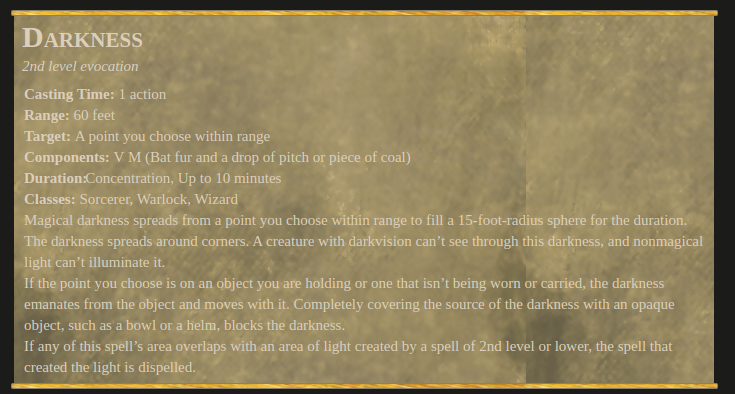 Darkness
2nd level evocation
Casting Time: 1 action
Range: 60 feet
Target: A point you choose within range
Components: V M (Bat fur and a drop of pitch or piece of coal)
Duration:Concentration, Up to 10 minutes
Classes: Sorcerer, Warlock, Wizard
Magical darkness spreads from a point you choose within range to fill a 15-foot-radius sphere for the duration.
The darkness spreads around corners. A creature with darkvision can’t see through this darkness, and nonmagical
light can’t illuminate it.
If the point you choose is on an object you are holding or one that isn’t being worn or carried, the darkness
emanates from the object and moves with it. Completely covering the source of the darkness with an opaque
object, such as a bowl or a helm, blocks the darkness.
If any of this spell’s area overlaps with an area of light created by a spell of 2nd level or lower, the spell that
created the light is dispelled.